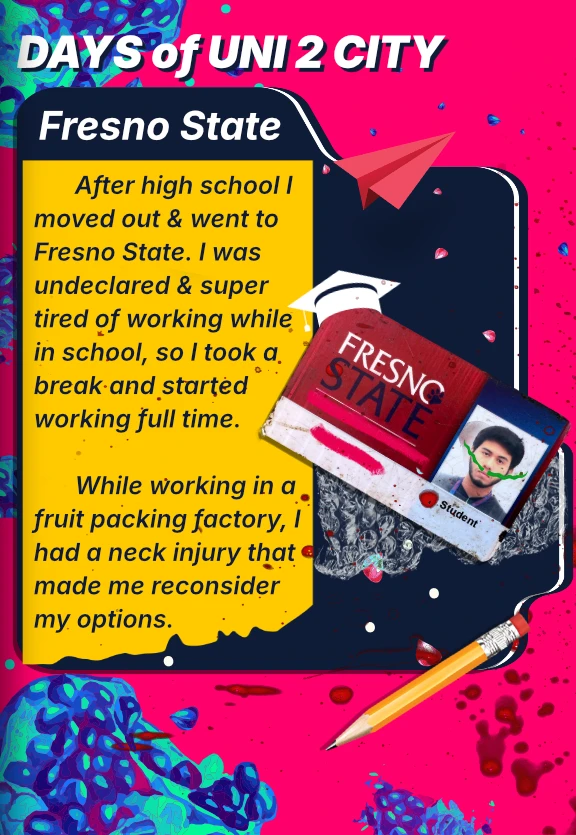 DAYS of UNI 2 CITY
Fresno State
After high school I
moved out & went to
Fresno State. I was
undeclared & super
tired of working while
in school, so I took a
break and started
working full time.
While working in a
fruit packing factory, I
had a neck injury that
made me reconsider
my options.
FRESNO
STATE
Student